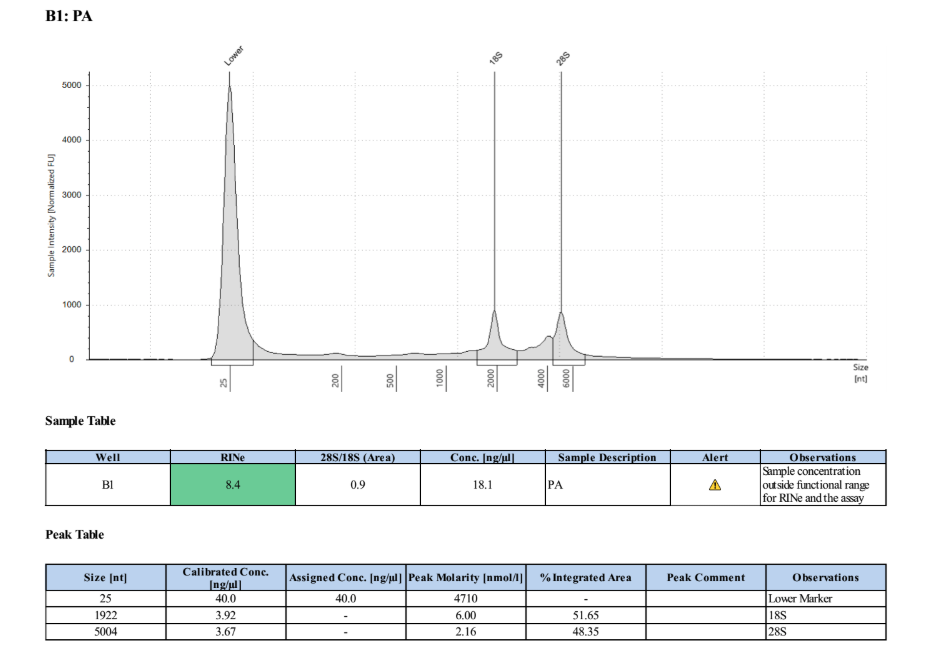 B1: PA
Lower
18S
28S
5000
4000
3000
2000
1000
0
Sample Intensity [Normalized FU]
25
200
500
1000
2000
4000
6000
Size
[nt]
Sample Table
Well RINe 28S/18S (Area) Conc. [ng/µl] Sample Description Alert Observations
B1 8.4 0.9 18.1 PA Sample concentration
outside functional range
for RINe and the assay
Peak Table
Size [nt] Calibrated Conc. [ng/µl] Assigned Conc. [ng/µl] Peak Molarity [nmol/l] % Integrated Area Peak Comment Observations
25 40.0 40.0 4710 - Lower Marker
1922 3.92 - 6.00 51.65 18S
5004 3.67 - 2.16 48.35 28S